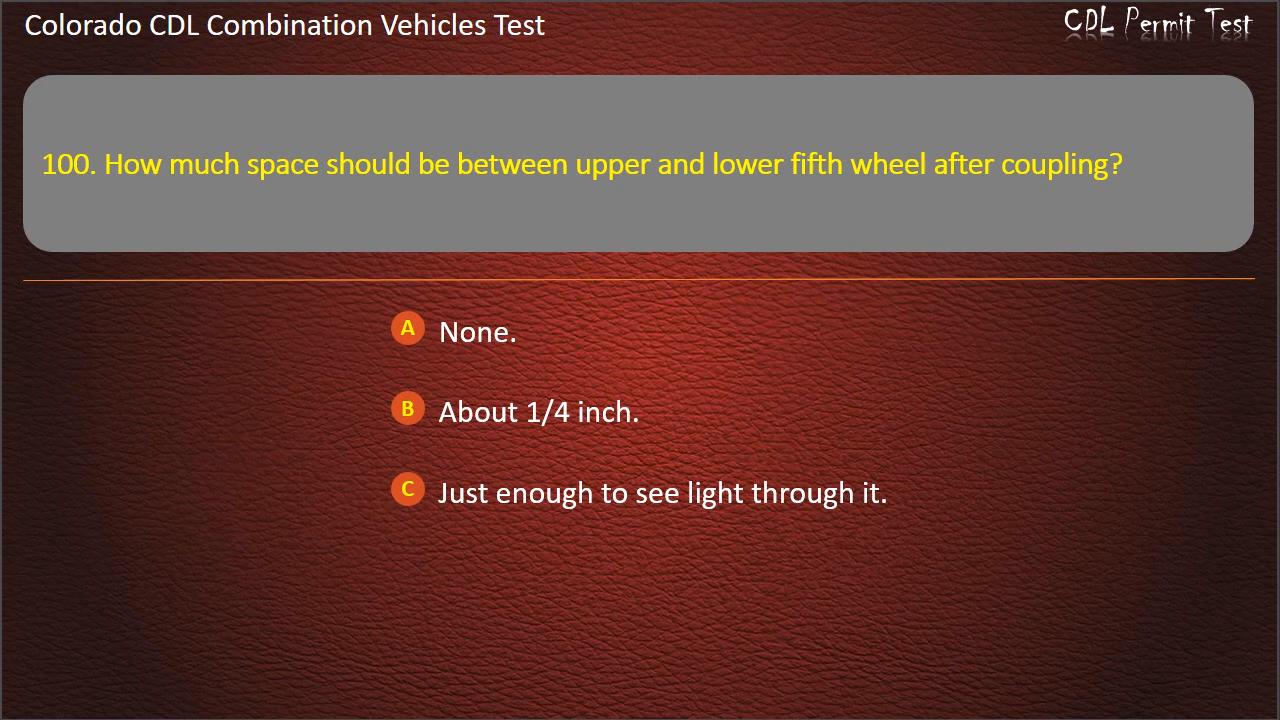 Colorado CDL Combination Vehicles Test
CDL Permit Test
100. How much space should be between upper and lower fifth wheel after coupling?
A None.
B About 1/4 inch.
C Just enough to see light through it.